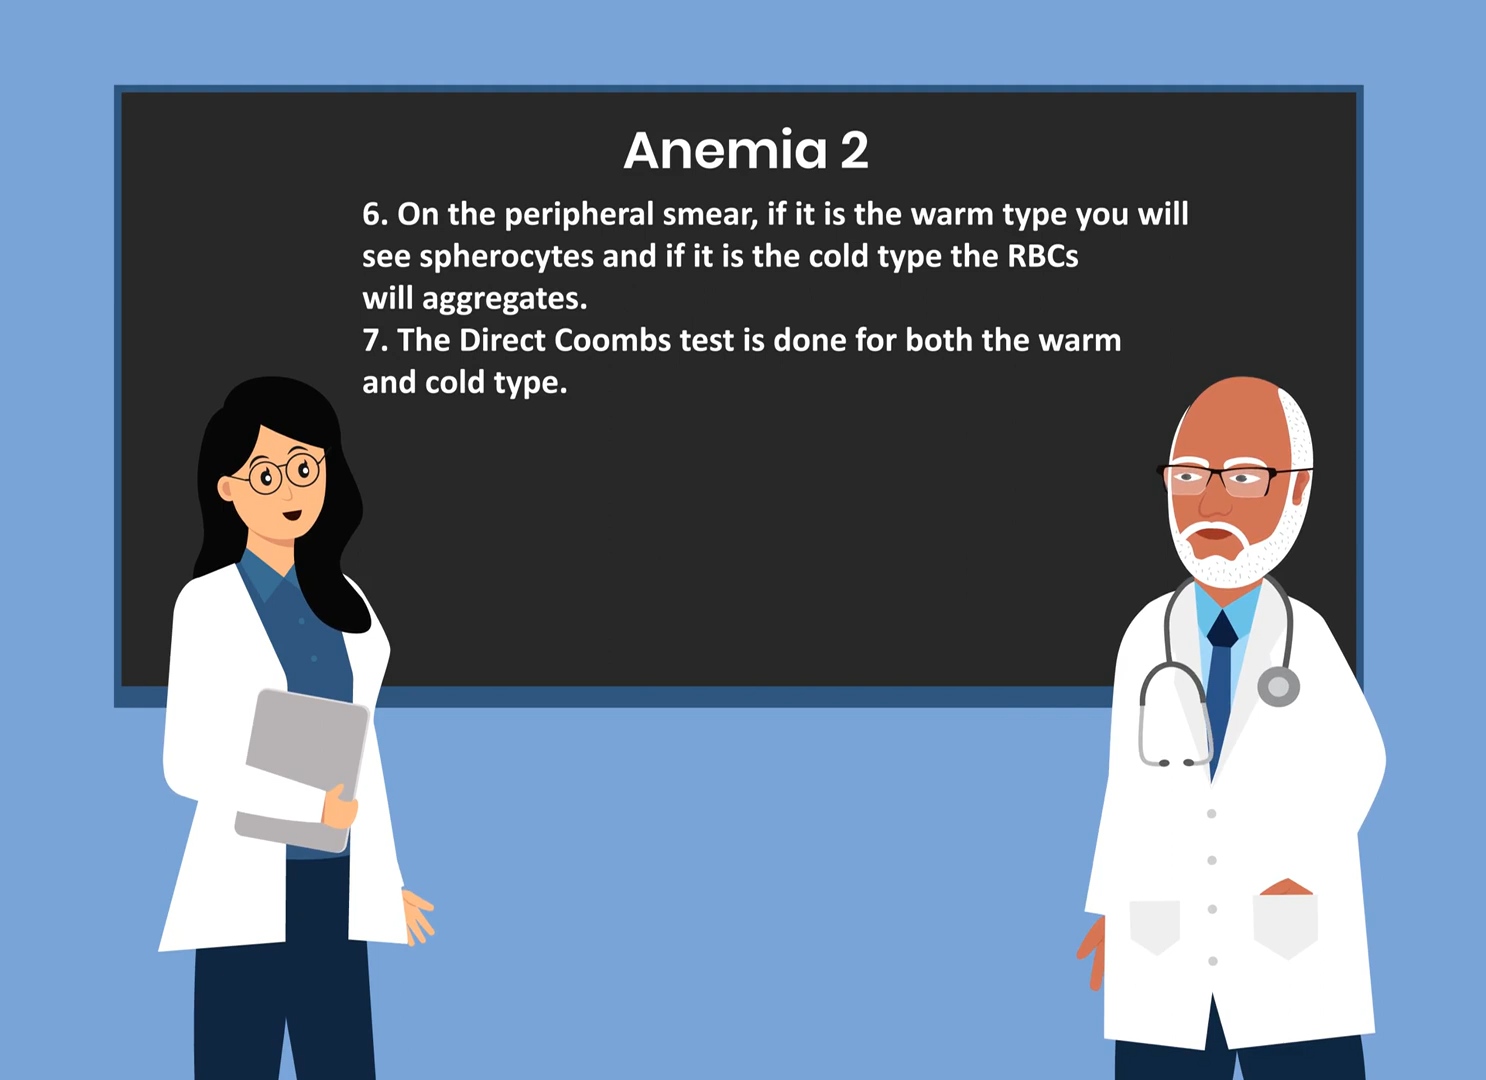 Anemia 2
6. On the peripheral smear, if it is the warm type you will
see spherocytes and if it is the cold type the RBCs
will aggregates.
7. The Direct Coombs test is done for both the warm
and cold type.